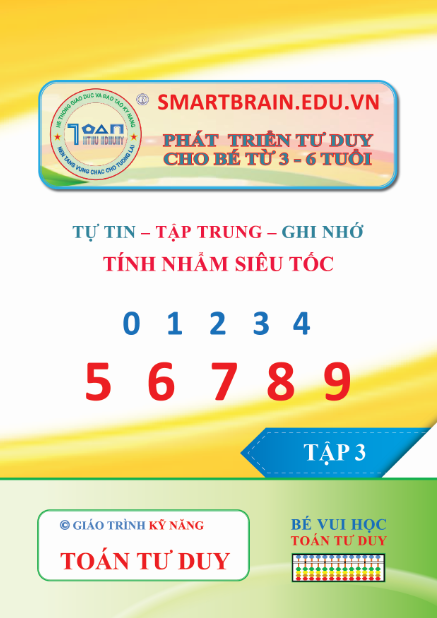 HỆ THỐNG GIÁO DỤC VÀ ĐÀO TẠO KỸ NĂNG
TOÁN
NỀN TẢNG VỮNG CHẮC CHO TƯƠNG LAI
SMARTBRAIN.EDU.VN
PHÁT TRIỂN TƯ DUY
CHO BÉ TỪ 3 - 6 TUỔI
TỰ TIN – TẬP TRUNG – GHI NHỚ
TÍNH NHẨM SIÊU TỐC
0 1 2 3 4
5 6 7 8 9
TẬP 3
© GIÁO TRÌNH KỸ NĂNG
TOÁN TƯ DUY
BÉ VUI HỌC
TOÁN TƯ DUY